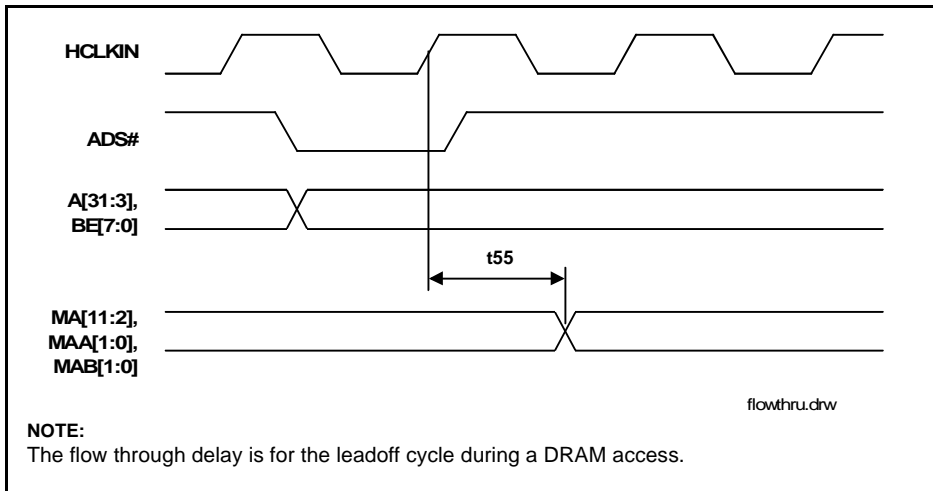 HCLKIN
ADS#
A[31:3],
BE[7:0]
t55
MA[11:2],
MAA[1:0],
MAB[1:0]
flowthru.drw
NOTE:
The flow through delay is for the leadoff cycle during a DRAM access.